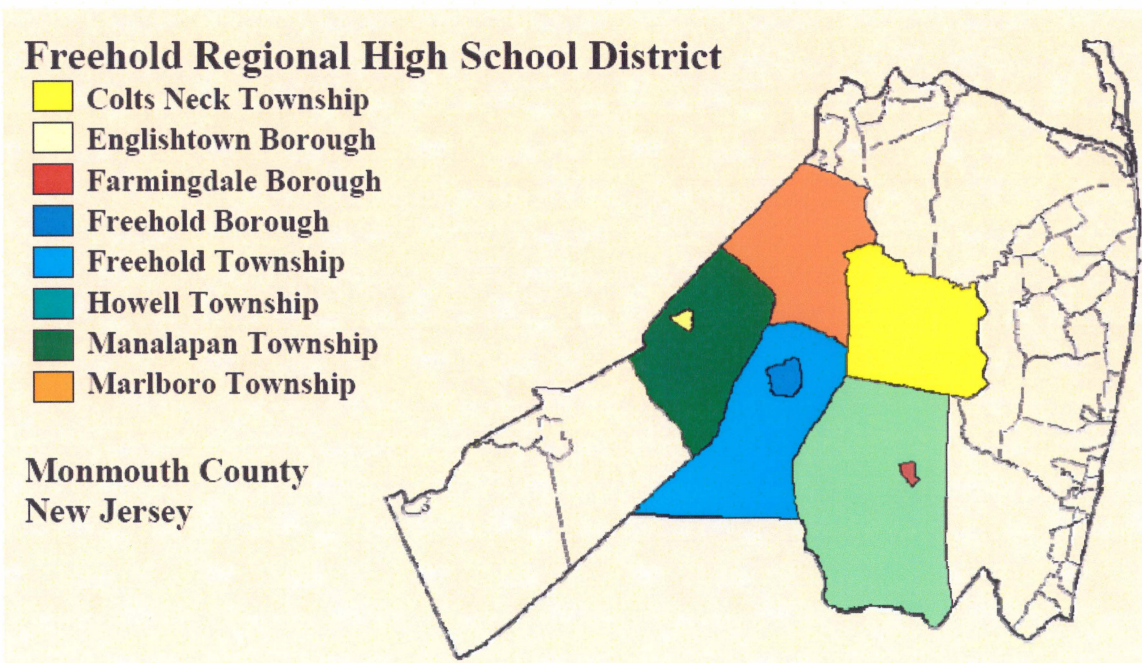 Freehold Regional High School District
Colts Neck Township
Englishtown Borough
Farmingdale Borough
Freehold Borough
Freehold Township
Howell Township
Manalapan Township
Marlboro Township
Monmouth County
New Jersey